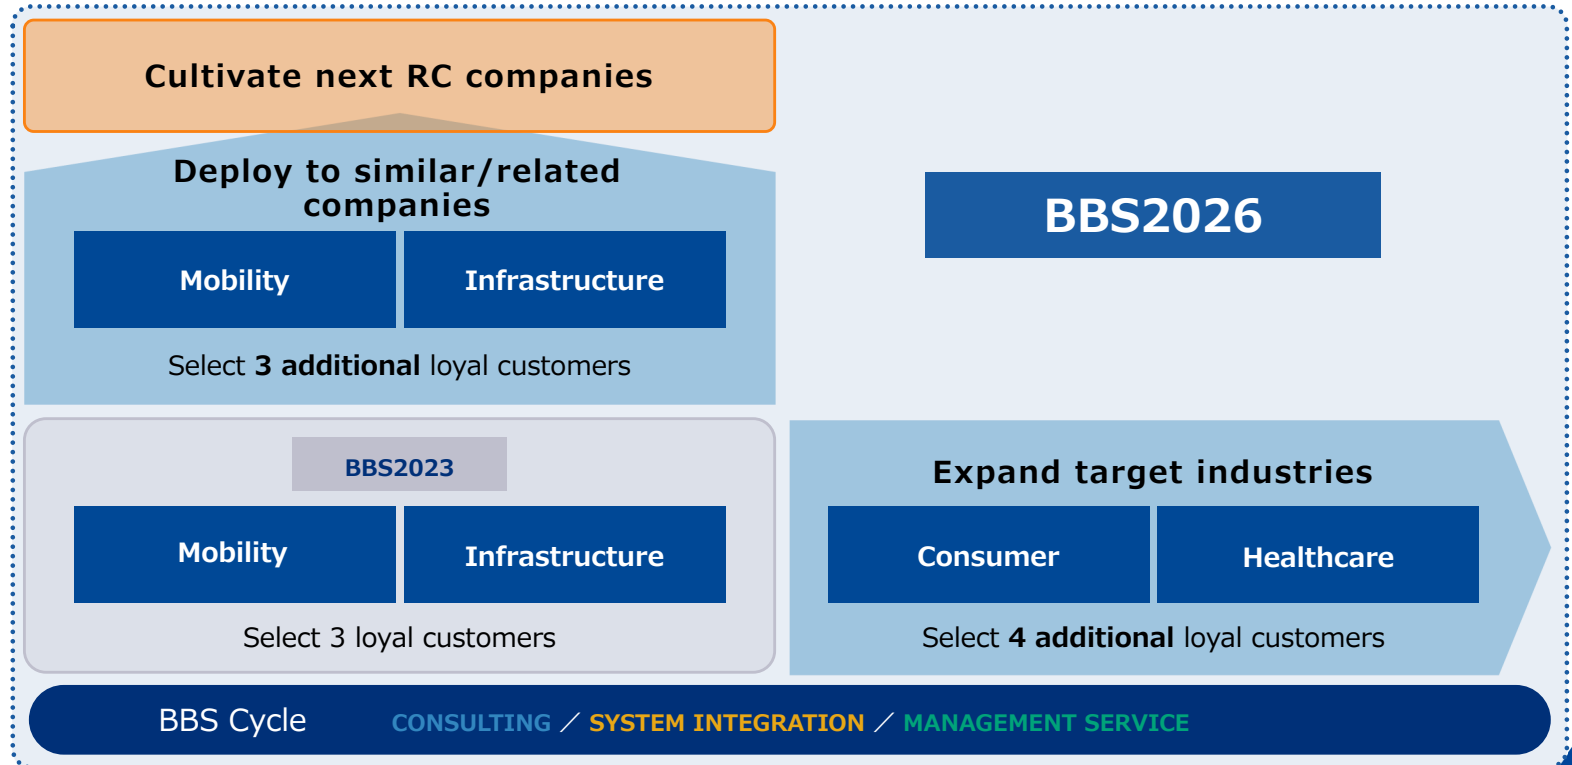 Cultivate next RC companies
Deploy to similar/related
companies
Mobility
Infrastructure
Select 3 additional loyal customers
BBS2026
BBS2023
Mobility
Infrastructure
Select 3 loyal customers
Expand target industries
Consumer
Healthcare
Select 4 additional loyal customers
BBS Cycle CONSULTING ／ SYSTEM INTEGRATION ／ MANAGEMENT SERVICE